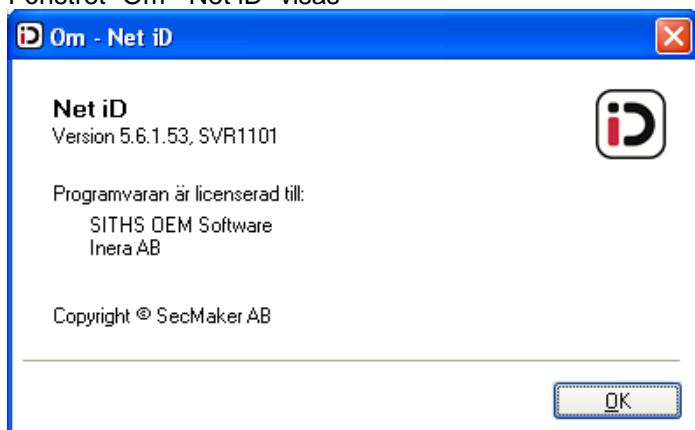 Fönstret "Om - Net iD" visas
Om - Net iD
Net iD
Version 5.6.1.53, SVR1101
Programvaran är licenserad till:
SITHS OEM Software
Inera AB
Copyright © SecMaker AB
OK